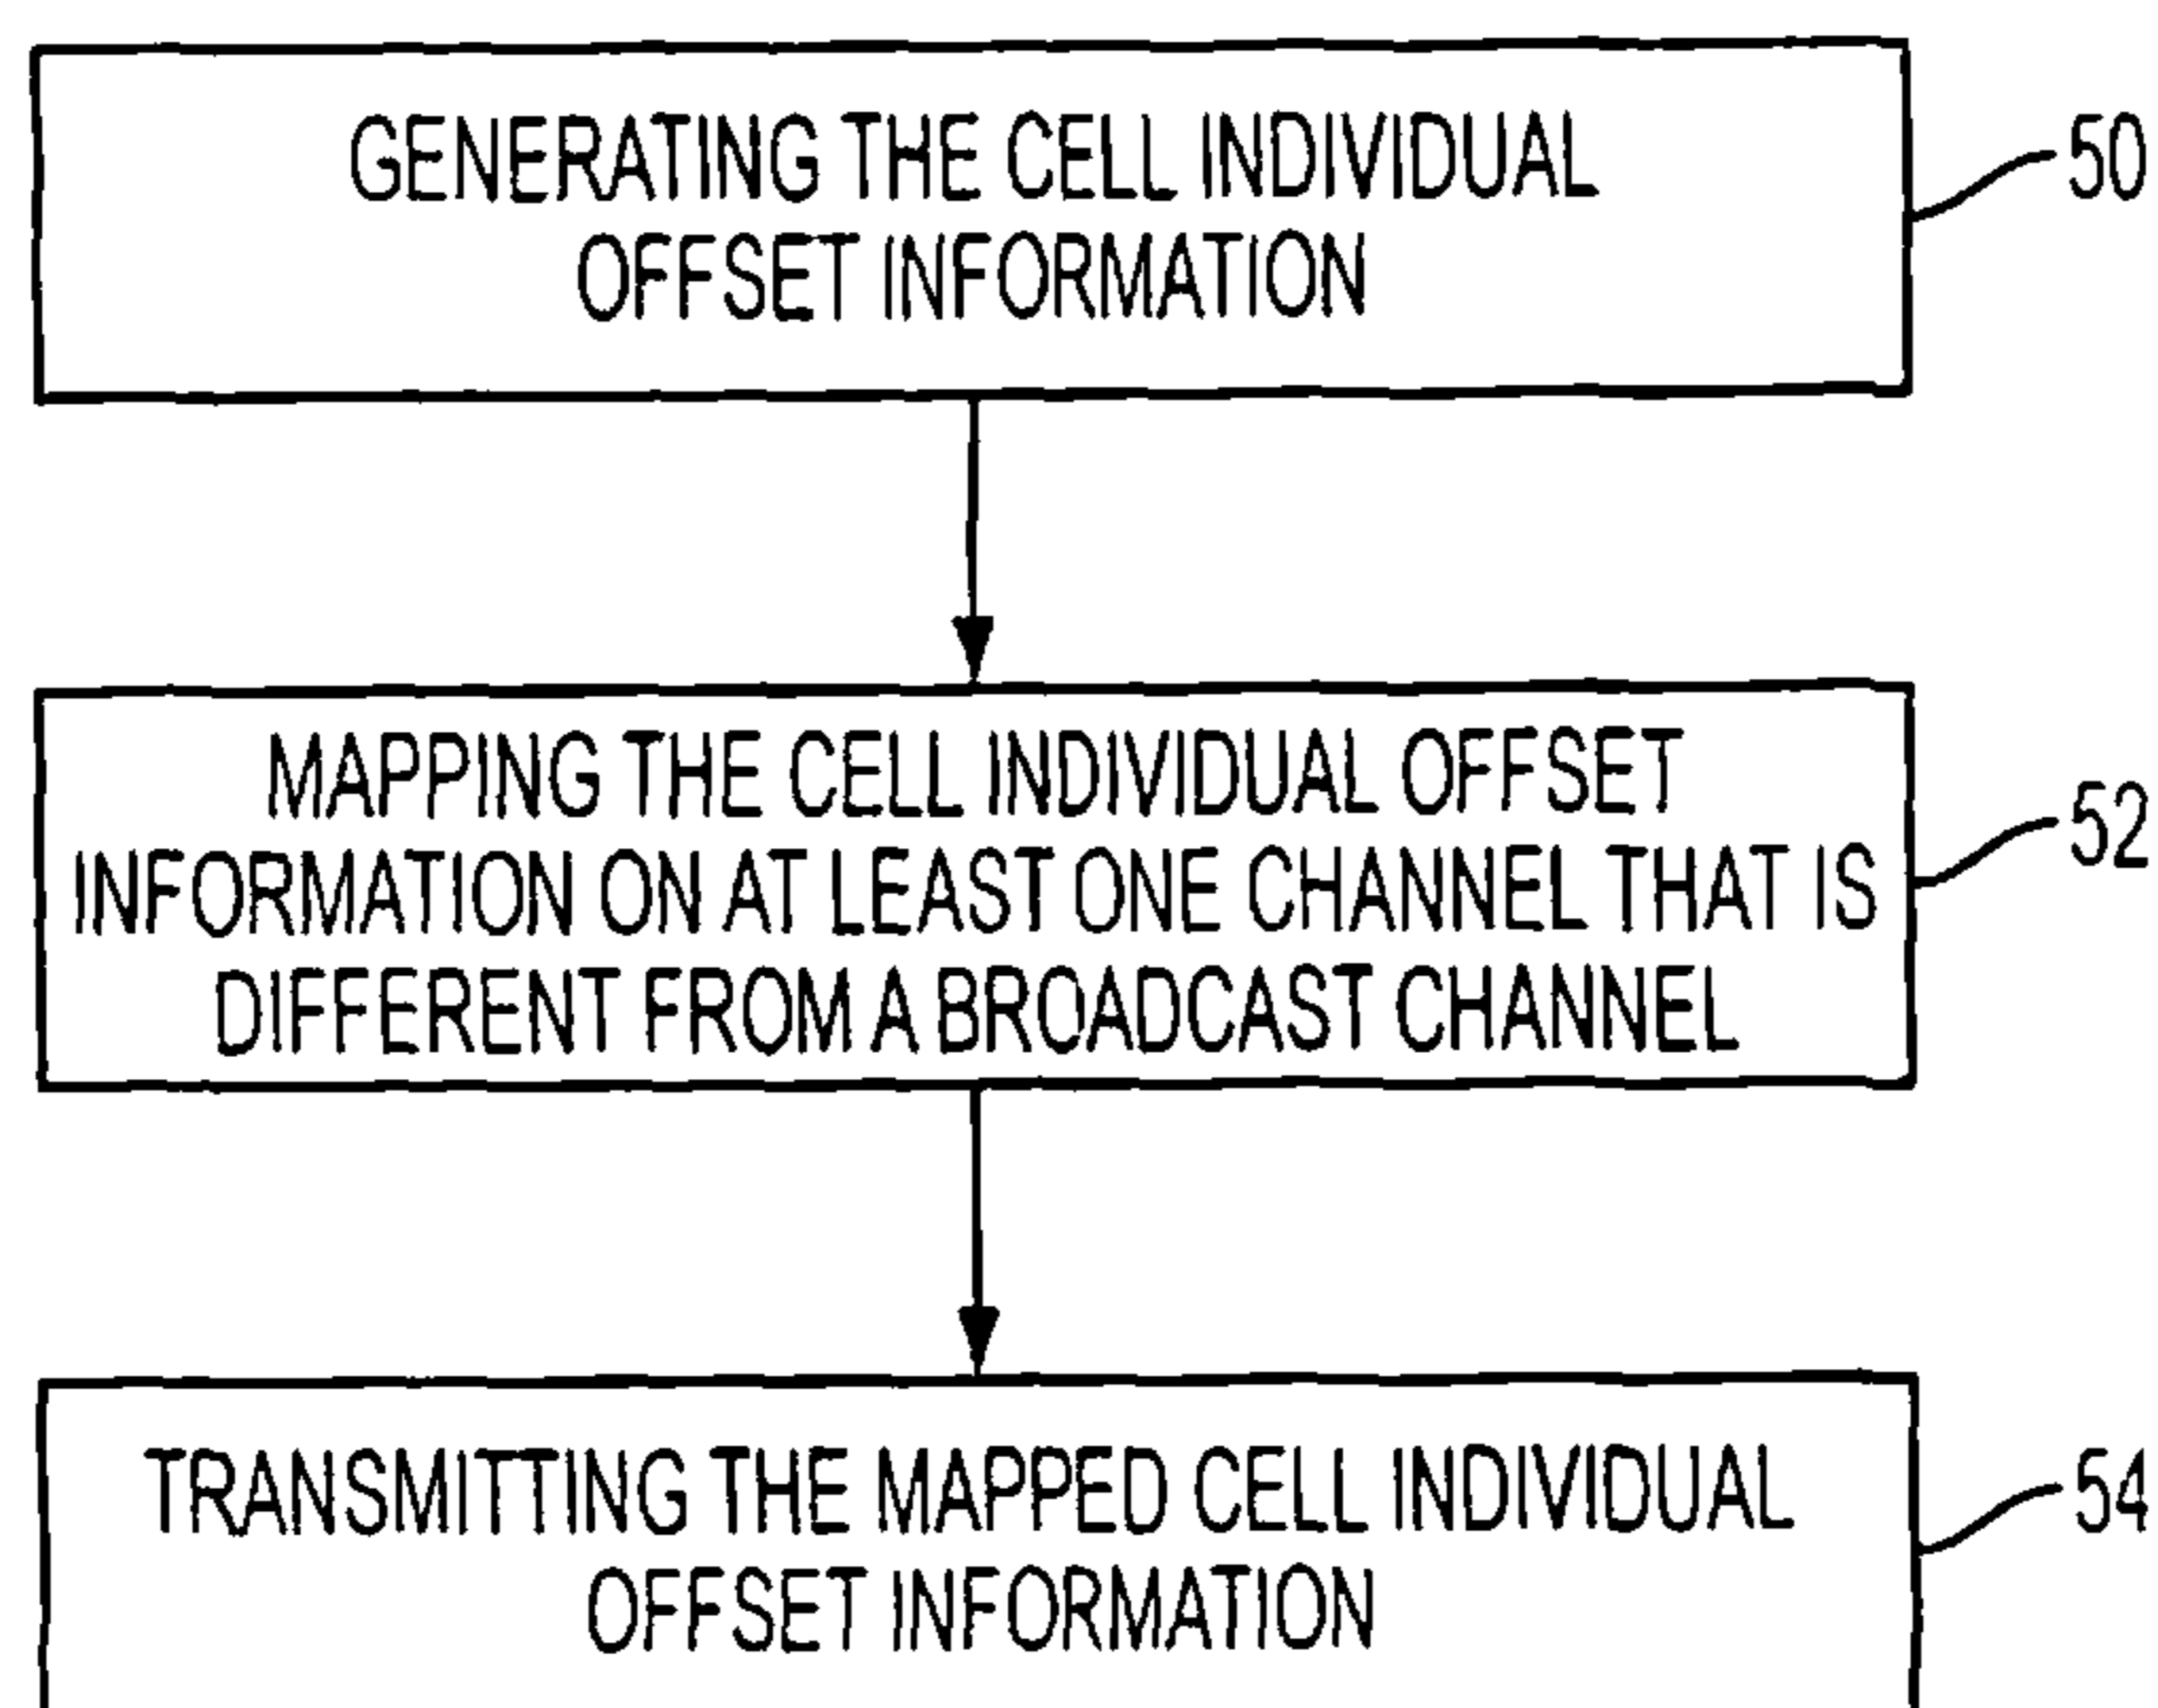 GENERATING THE CELL INDIVIDUAL
OFFSET INFORMATION
50
MAPPING THE CELL INDIVIDUAL OFFSET
INFORMATION ON AT LEAST ONE CHANNEL THAT IS
DIFFERENT FROM A BROADCAST CHANNEL
52
TRANSMITTING THE MAPPED CELL INDIVIDUAL
OFFSET INFORMATION
54